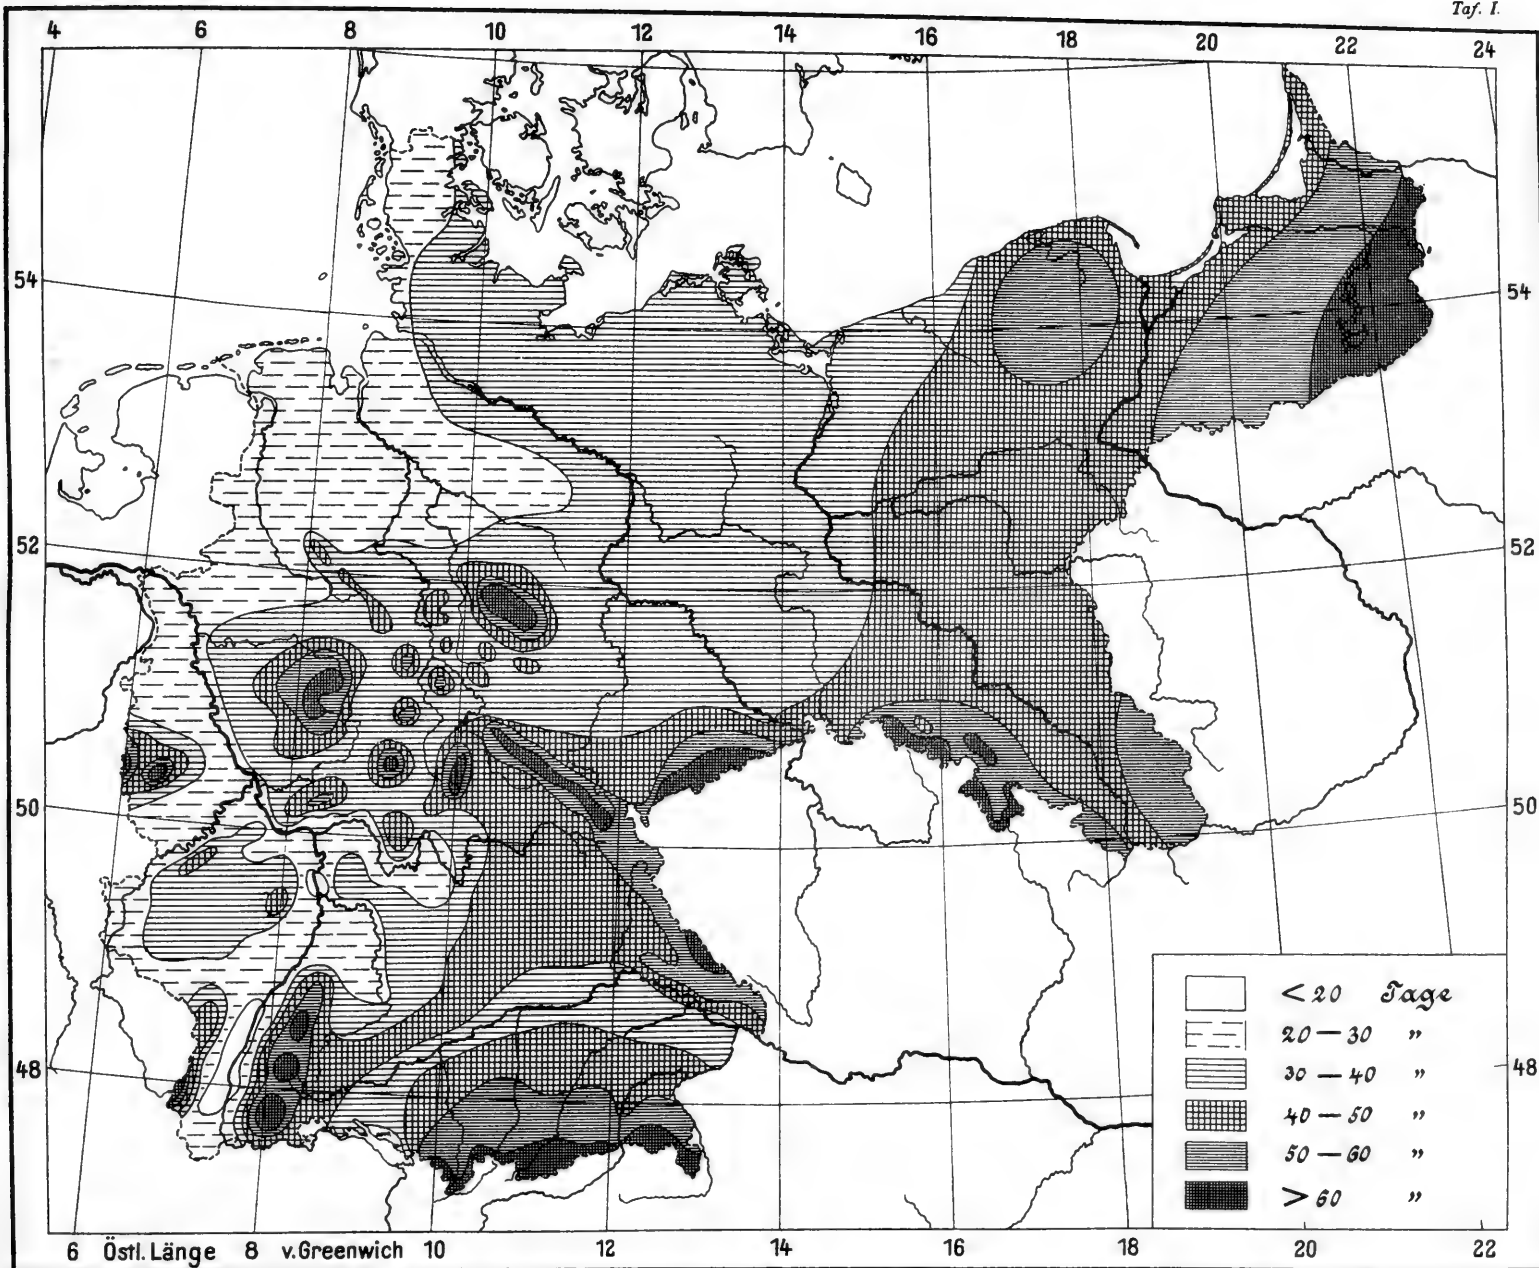 Taf. I.
4 6 8 10 12 14 16 18 20 22 24
54 54
52 52
50 50
48 48
< 20 Tage
20 — 30 "
30 — 40 "
40 — 50 "
50 — 60 "
> 60 "
6 Östl. Länge 8 v. Greenwich 10 12 14 16 18 20 22